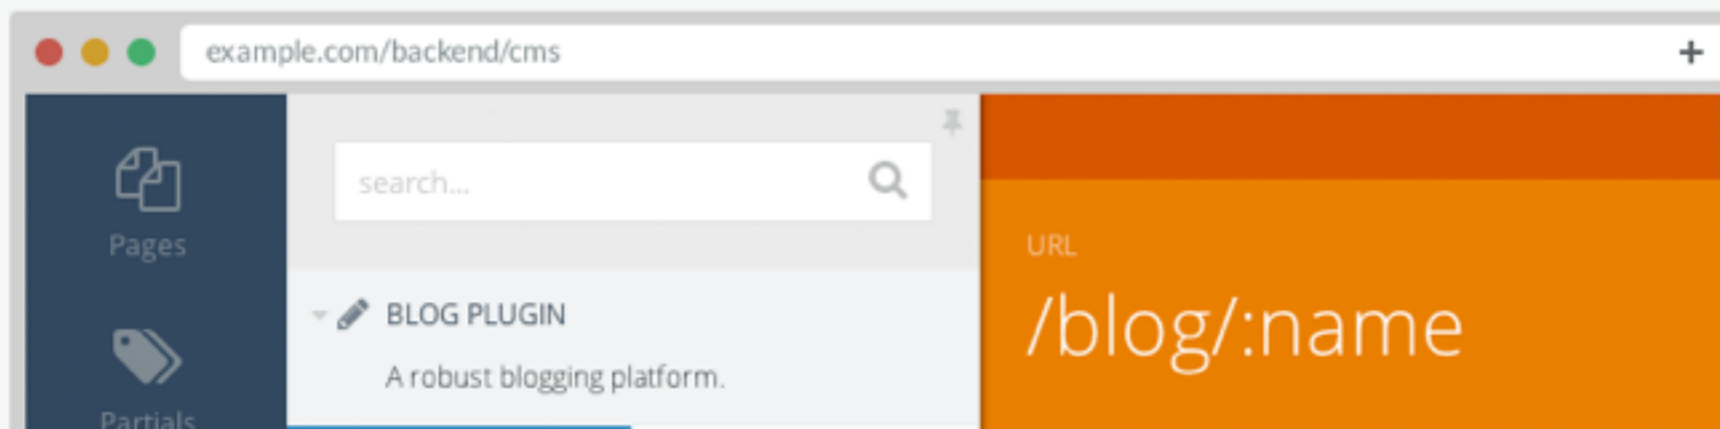 example.com/backend/cms
Pages
Partials
search...
BLOG PLUGIN
A robust blogging platform.
URL
/blog/:name